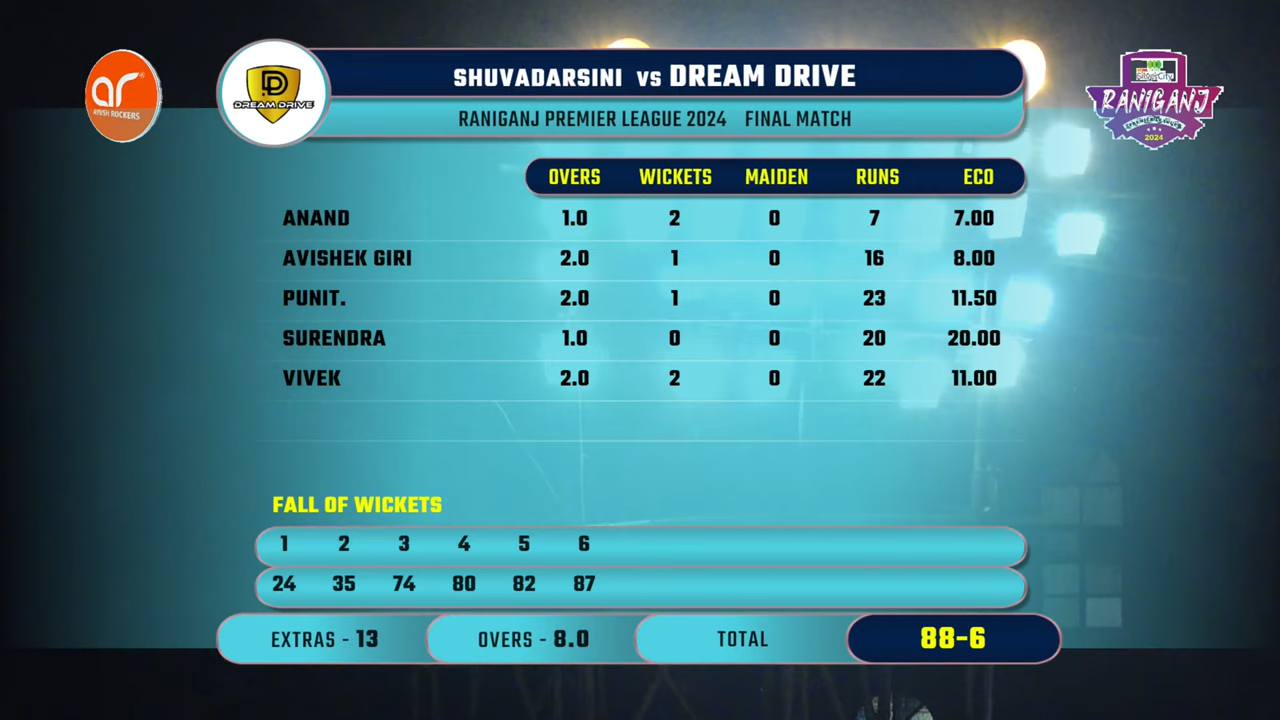 ar
AYUSH ROCKERS
DREAM DRIVE
SHUVADARSINI VS DREAM DRIVE
RANIGANJ PREMIER LEAGUE 2024 FINAL MATCH
RANIGANJ
2024
OVERS WICKETS MAIDEN RUNS ECO
ANAND 1.0 2 0 7 7.00
AVISHEK GIRI 2.0 1 0 16 8.00
PUNIT. 2.0 1 0 23 11.50
SURENDRA 1.0 0 0 20 20.00
VIVEK 2.0 2 0 22 11.00
FALL OF WICKETS
1 2 3 4 5 6
24 35 74 80 82 87
EXTRAS - 13 OVERS - 8.0 TOTAL 88-6